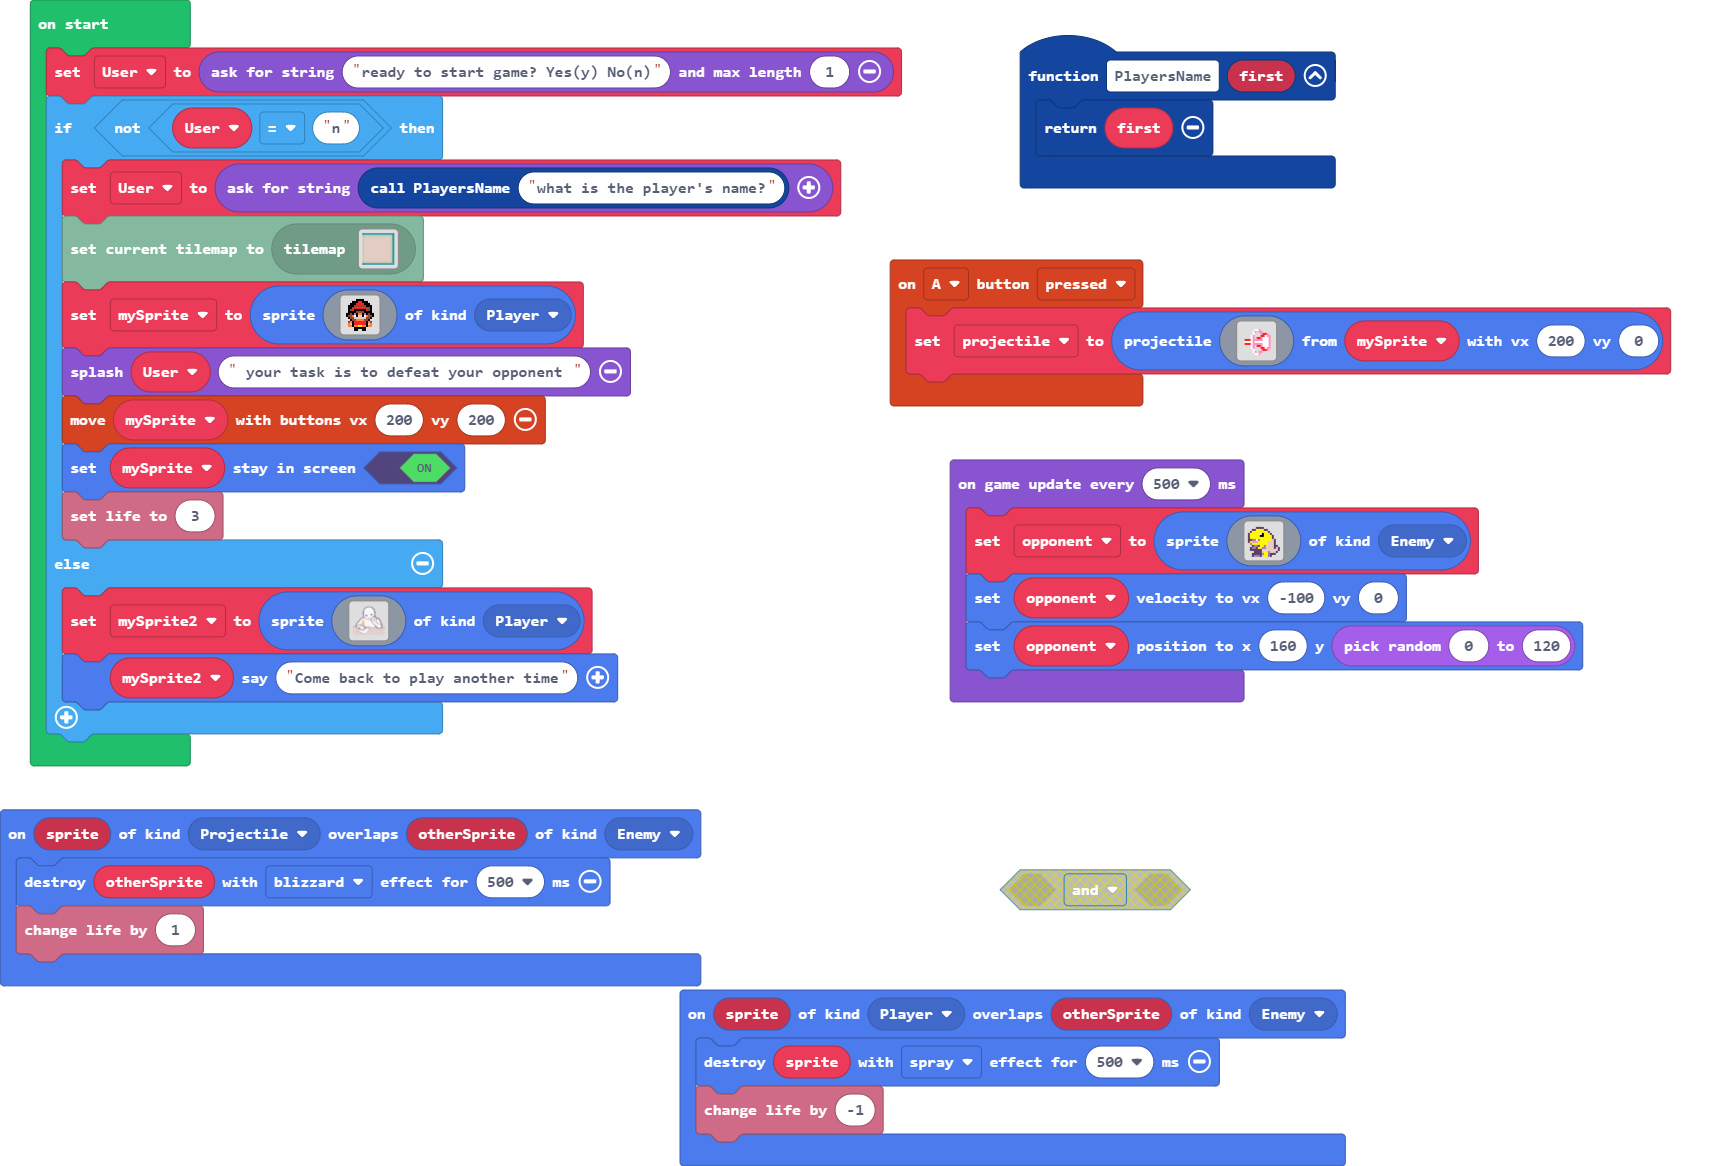 on start
set User to ask for string "ready to start game? Yes(y) No(n)" and max length 1
if not User = "n" then
set User to ask for string call PlayersName "what is the player's name?"
set current tilemap to tilemap
set mySprite to sprite of kind Player
splash User " your task is to defeat your opponent "
move mySprite with buttons vx 200 vy 200
set mySprite stay in screen ON
set life to 3
else
set mySprite2 to sprite of kind Player
mySprite2 say "Come back to play another time"
function PlayersName first
return first
on A button pressed
set projectile to projectile from mySprite with vx 200 vy 0
on game update every 500 ms
set opponent to sprite of kind Enemy
set opponent velocity to vx -100 vy 0
set opponent position to x 160 y pick random 0 to 120
on sprite of kind Projectile overlaps otherSprite of kind Enemy
destroy otherSprite with blizzard effect for 500 ms
change life by 1
and
on sprite of kind Player overlaps otherSprite of kind Enemy
destroy sprite with spray effect for 500 ms
change life by -1